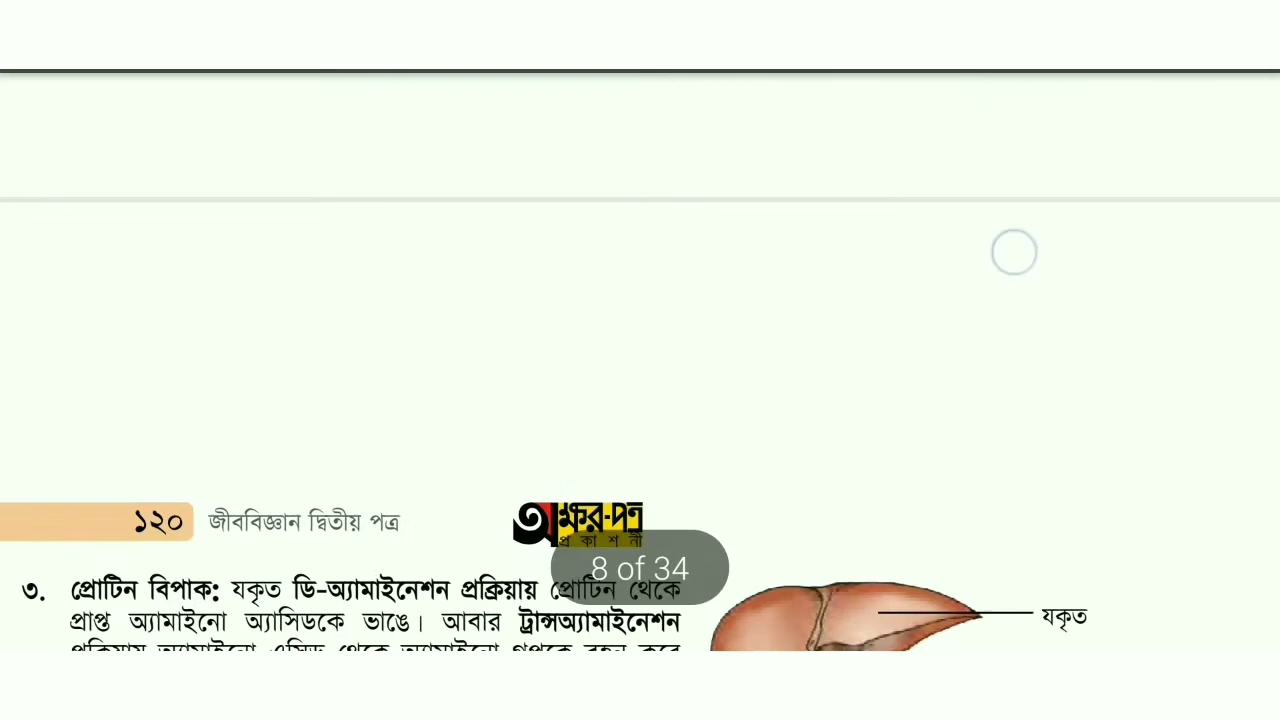 ১২০ জীববিজ্ঞান দ্বিতীয় পত্র
অক্ষর-পত্র
প্রকাশনী
8 of 34
৩. প্রোটিন বিপাক: যকৃত ডি-অ্যামাইনেশন প্রক্রিয়ায় প্রোটিন থেকে
প্রাপ্ত অ্যামাইনো অ্যাসিডকে ভাঙে। আবার ট্রান্সঅ্যামাইনেশন
যকৃত